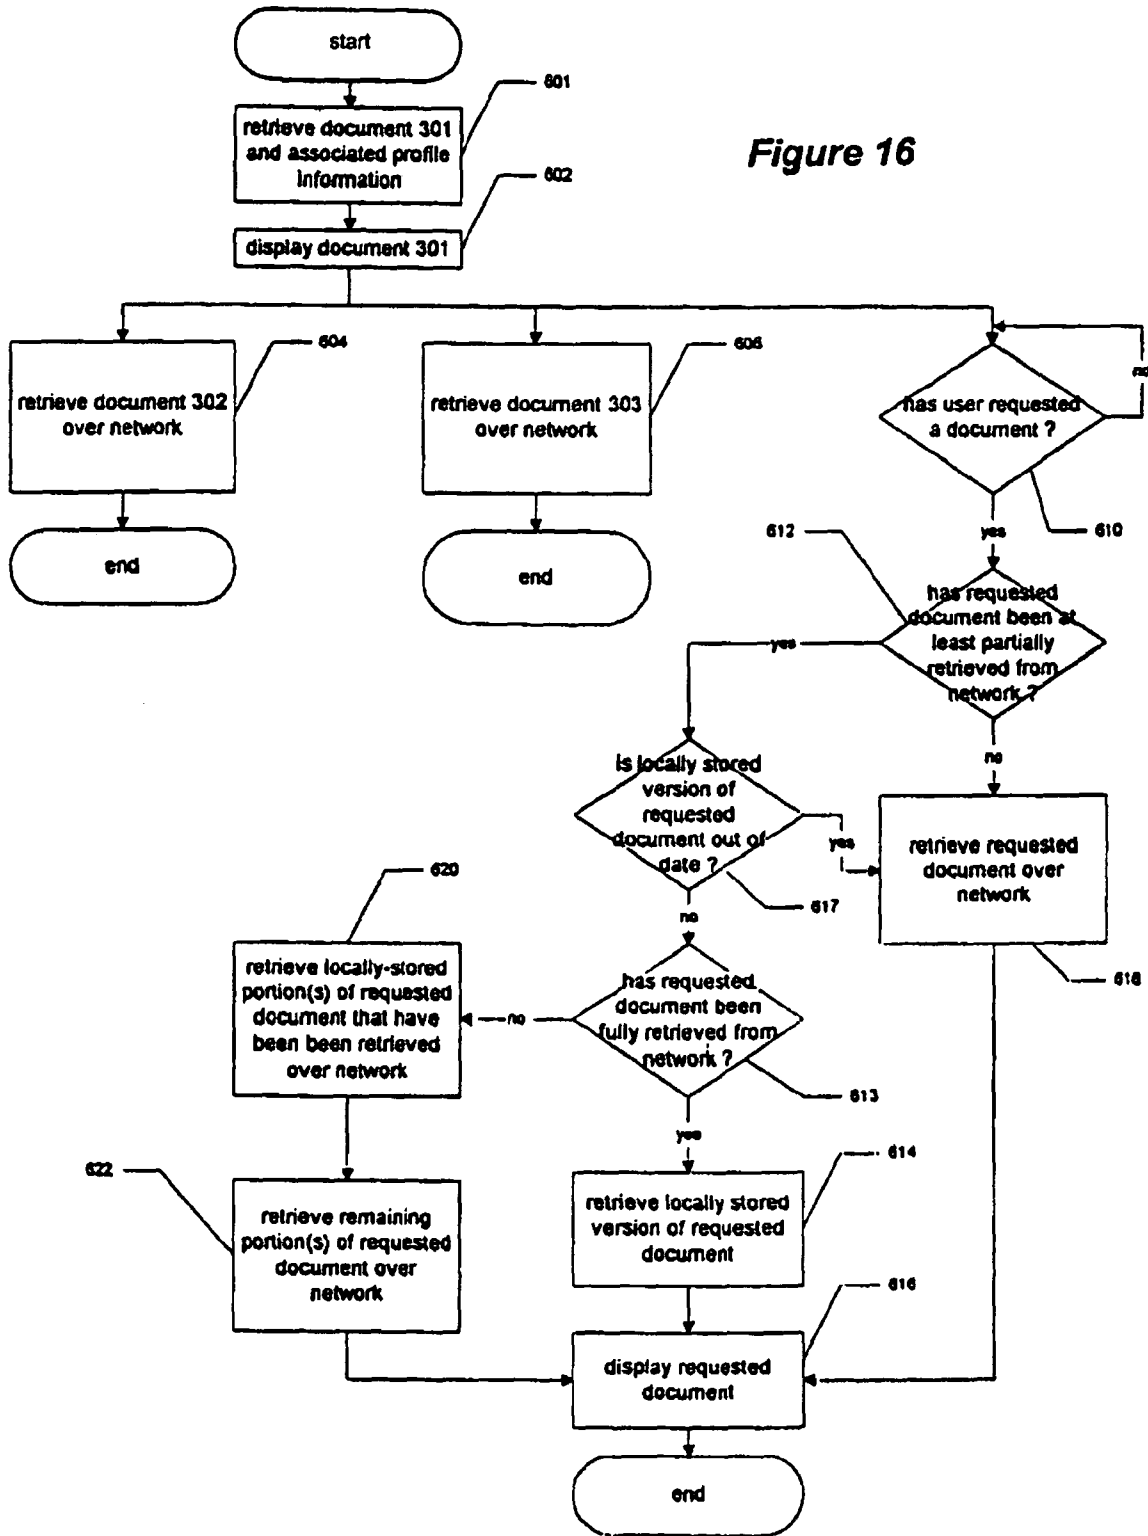 start
601
retrieve document 301
and associated profile
information
Figure 16
602
display document 301
604
retrieve document 302
over network
606
retrieve document 303
over network
no
has user requested
a document ?
end
end
610
yes
612
has requested
document been at
least partially
retrieved from
network ?
yes
no
is locally stored
version of
requested
document out of
date ?
yes
retrieve requested
document over
network
617
no
618
620
retrieve locally-stored
portion(s) of requested
document that have
been been retrieved
over network
no
has requested
document been
fully retrieved from
network ?
613
yes
614
622
retrieve remaining
portion(s) of requested
document over
network
retrieve locally stored
version of requested
document
616
display requested
document
end